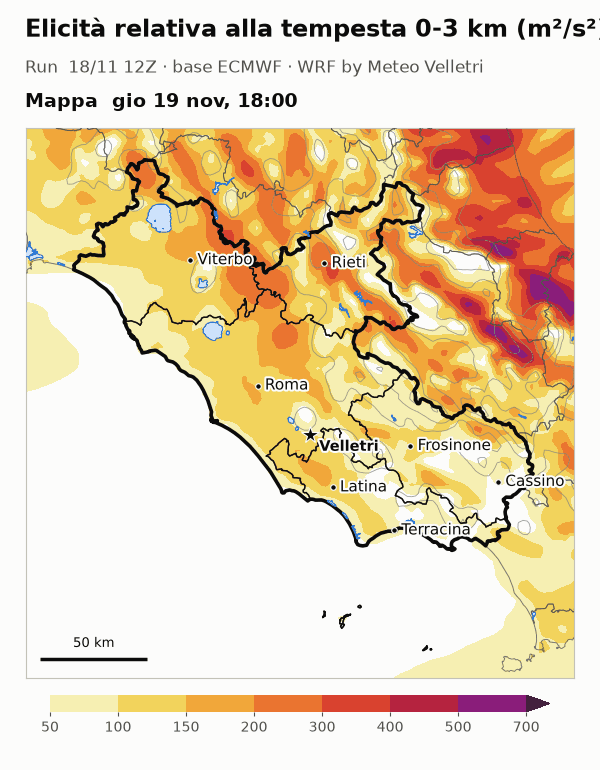 Elicità relativa alla tempesta 0-3 km (m²/s²)
Run 18/11 12Z · base ECMWF · WRF by Meteo Velletri
Mappa gio 19 nov, 18:00
Viterbo
Rieti
Roma
Velletri
Frosinone
Latina
Cassino
Terracina
50 km
50 100 150 200 300 400 500 700